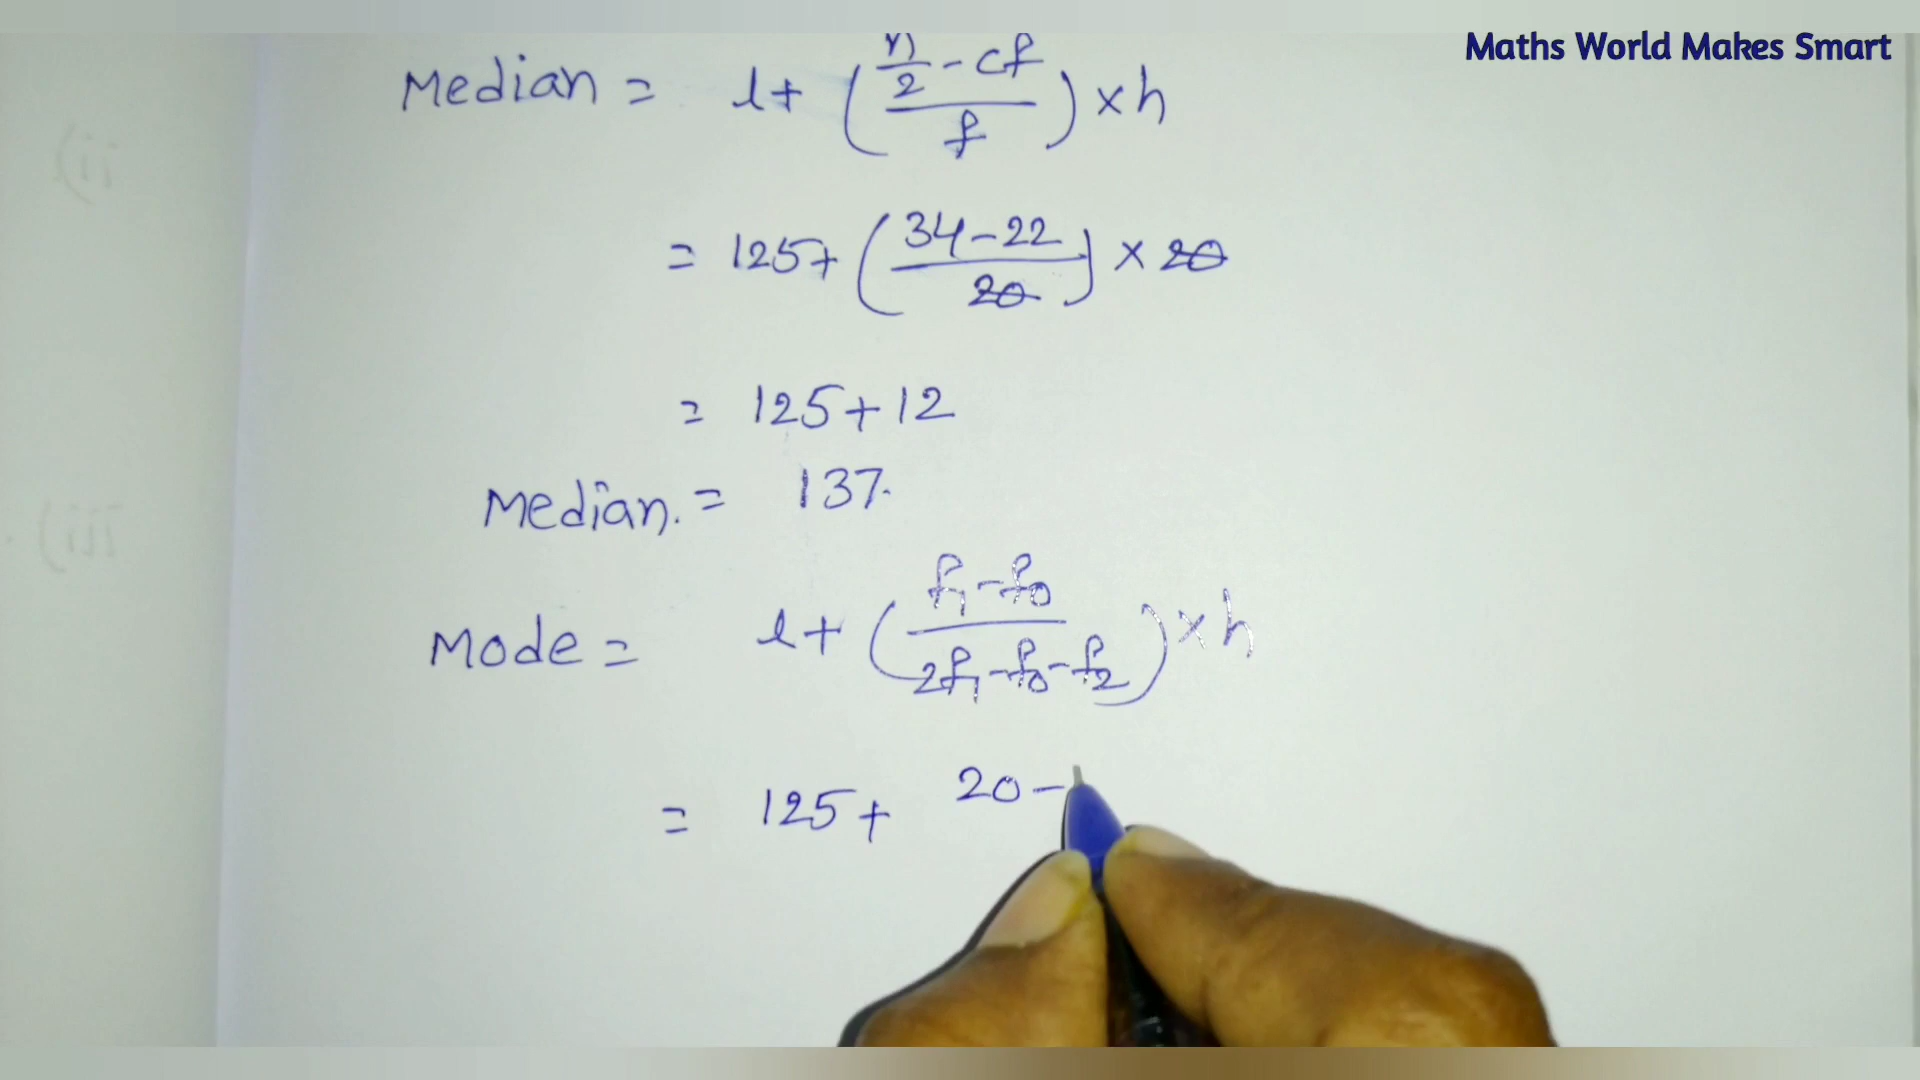 Maths World Makes Smart
Median = l+ (n/2 - cf / f) × h
= 125+ (34-22 / 20) × 20
= 125+12
Median. = 137.
Mode = l+ (f₁-f₀ / 2f₁-f₀-f₂) × h
= 125+ 20-